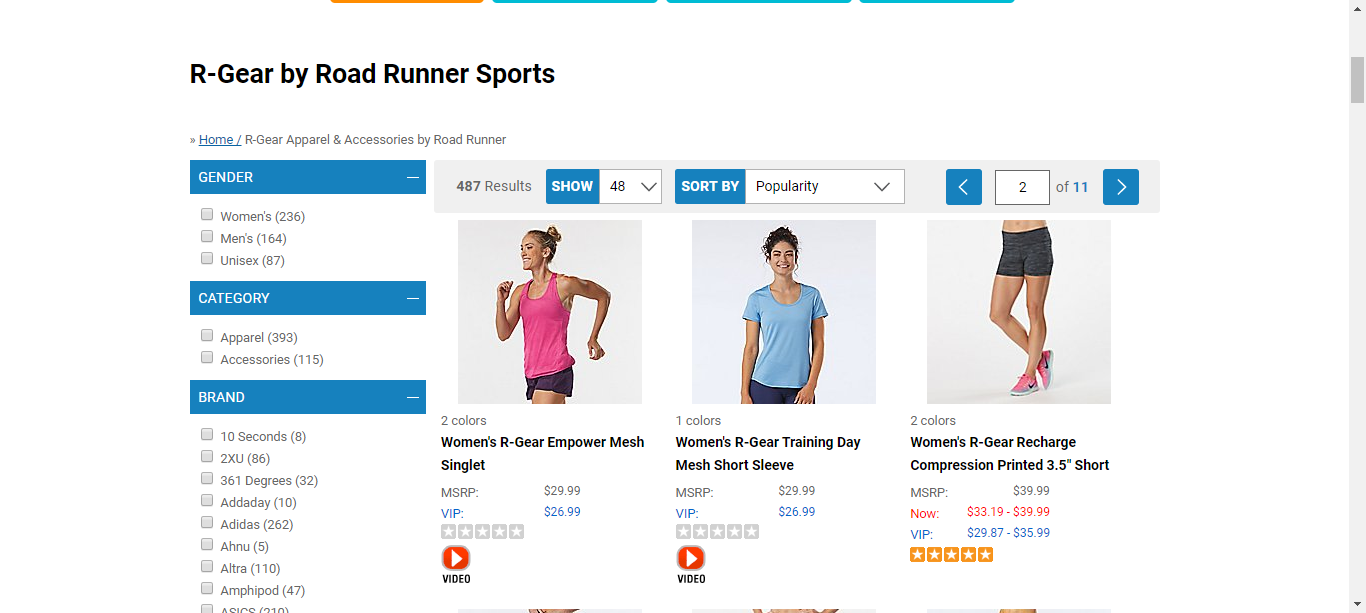 R-Gear by Road Runner Sports
» Home / R-Gear Apparel & Accessories by Road Runner
GENDER
Women's (236)
Men's (164)
Unisex (87)
CATEGORY
Apparel (393)
Accessories (115)
BRAND
10 Seconds (8)
2XU (86)
361 Degrees (32)
Addaday (10)
Adidas (262)
Ahnu (5)
Altra (110)
Amphipod (47)
ASICS (210)
487 Results SHOW 48 SORT BY Popularity 2 of 11
2 colors
Women's R-Gear Empower Mesh
Singlet
MSRP: $29.99
VIP: $26.99
VIDEO
1 colors
Women's R-Gear Training Day
Mesh Short Sleeve
MSRP: $29.99
VIP: $26.99
VIDEO
2 colors
Women's R-Gear Recharge
Compression Printed 3.5" Short
MSRP: $39.99
Now: $33.19 - $39.99
VIP: $29.87 - $35.99